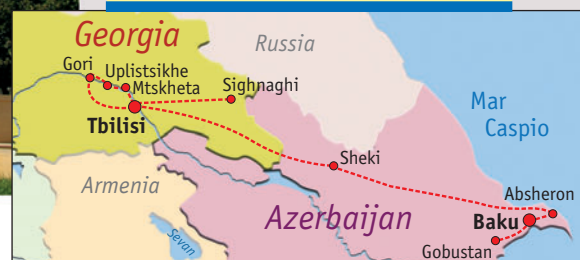 Georgia
Russia
Gori
Uplistsikhe
Mtskheta
Sighnaghi
Tbilisi
Mar
Caspio
Sheki
Armenia
Absheron
Azerbaijan
Baku
Sevan
Gobustan